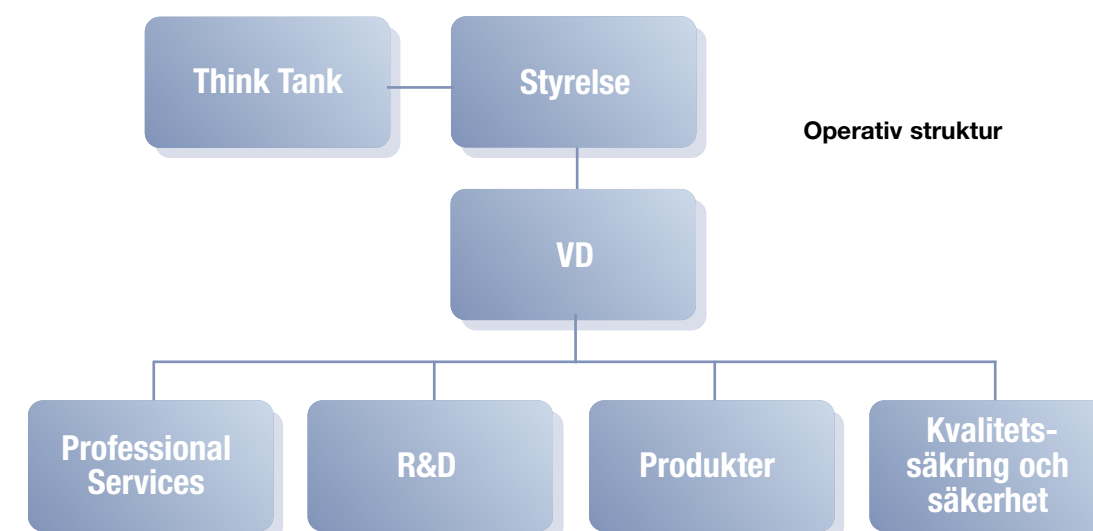 Think Tank
Styrelse
Operativ struktur
VD
Professional
Services
R&D
Produkter
Kvalitets-
säkring och
säkerhet